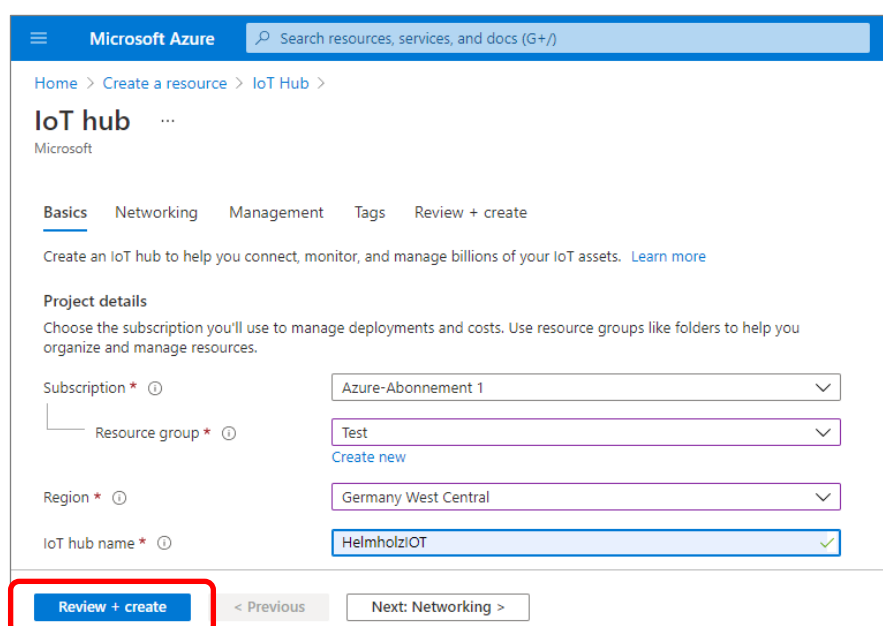 Microsoft Azure
Search resources, services, and docs (G+/)
Home > Create a resource > IoT Hub >
IoT hub ...
Microsoft
Basics Networking Management Tags Review + create
Create an IoT hub to help you connect, monitor, and manage billions of your IoT assets. Learn more
Project details
Choose the subscription you'll use to manage deployments and costs. Use resource groups like folders to help you
organize and manage resources.
Subscription * Azure-Abonnement 1
Resource group * Test
Create new
Region * Germany West Central
IoT hub name * HelmholzIOT
Review + create < Previous Next: Networking >